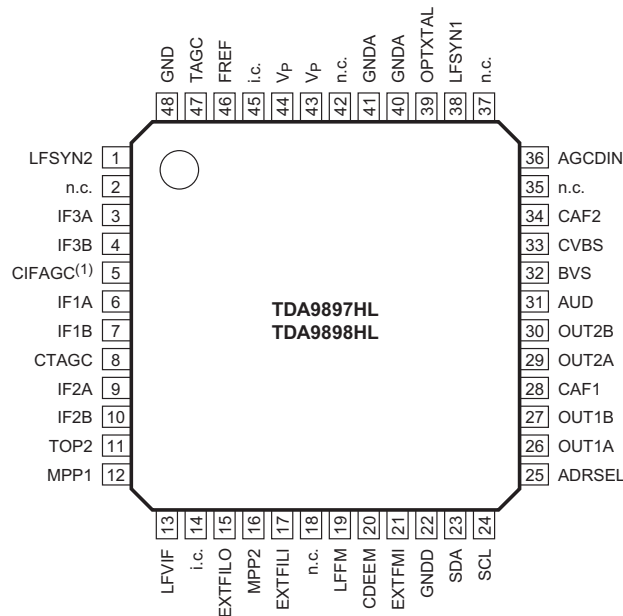 GND
TAGC
FREF
i.c.
VP
VP
n.c.
GNDA
GNDA
OPTXTAL
LFSYN1
n.c.
48
47
46
45
44
43
42
41
40
39
38
37
LFSYN2 1
n.c. 2
IF3A 3
IF3B 4
CIFAGC(1) 5
IF1A 6
IF1B 7
CTAGC 8
IF2A 9
IF2B 10
TOP2 11
MPP1 12
TDA9897HL
TDA9898HL
36 AGCDIN
35 n.c.
34 CAF2
33 CVBS
32 BVS
31 AUD
30 OUT2B
29 OUT2A
28 CAF1
27 OUT1B
26 OUT1A
25 ADRSEL
13
14
15
16
17
18
19
20
21
22
23
24
LFVIF
i.c.
EXTFILO
MPP2
EXTFILI
n.c.
LFFM
CDEEM
EXTFMI
GNDD
SDA
SCL